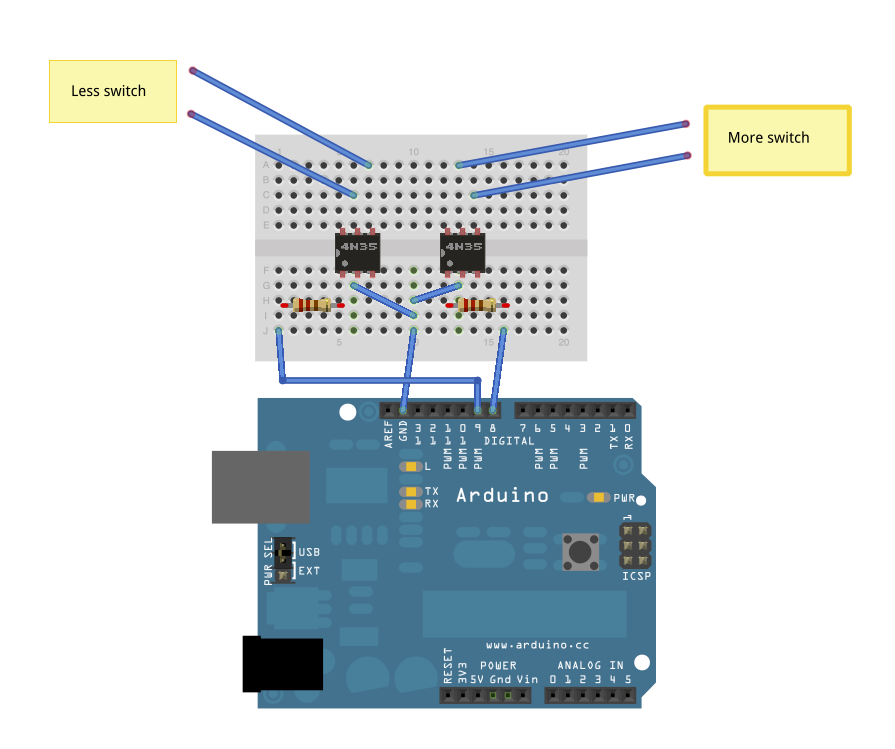 Less switch
More switch
1 10 15 20
A
B
C
D
E
4N35 4N35
F
G
H
I
J
5 15 20
AREF
GND
13
12
PWM 11
PWM 10
PWM 9
8
DIGITAL
7
PWM 6
PWM 5
4
PWM 3
2
TX 1
RX 0
L
TX
RX
Arduino
PWR
1
ICSP
PWR SEL
USB
EXT
www.arduino.cc
POWER ANALOG IN
RESET
3V3
5V Gnd Vin 0 1 2 3 4 5